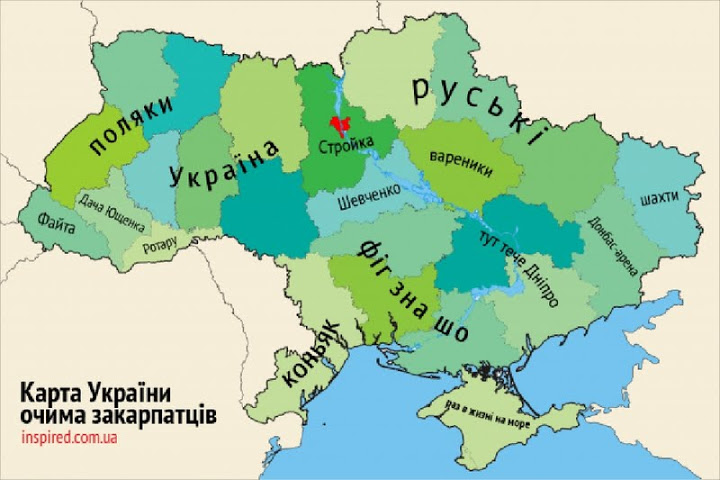 руські
поляки
Україна
Стройка
вареники
Шевченко
шахти
Файта
Дача Ющенка
Ротару
Донбас-арена
тут тече Дніпро
фіг зна шо
коньяк
раз в жизні на море
Карта України
очима закарпатців
inspired.com.ua